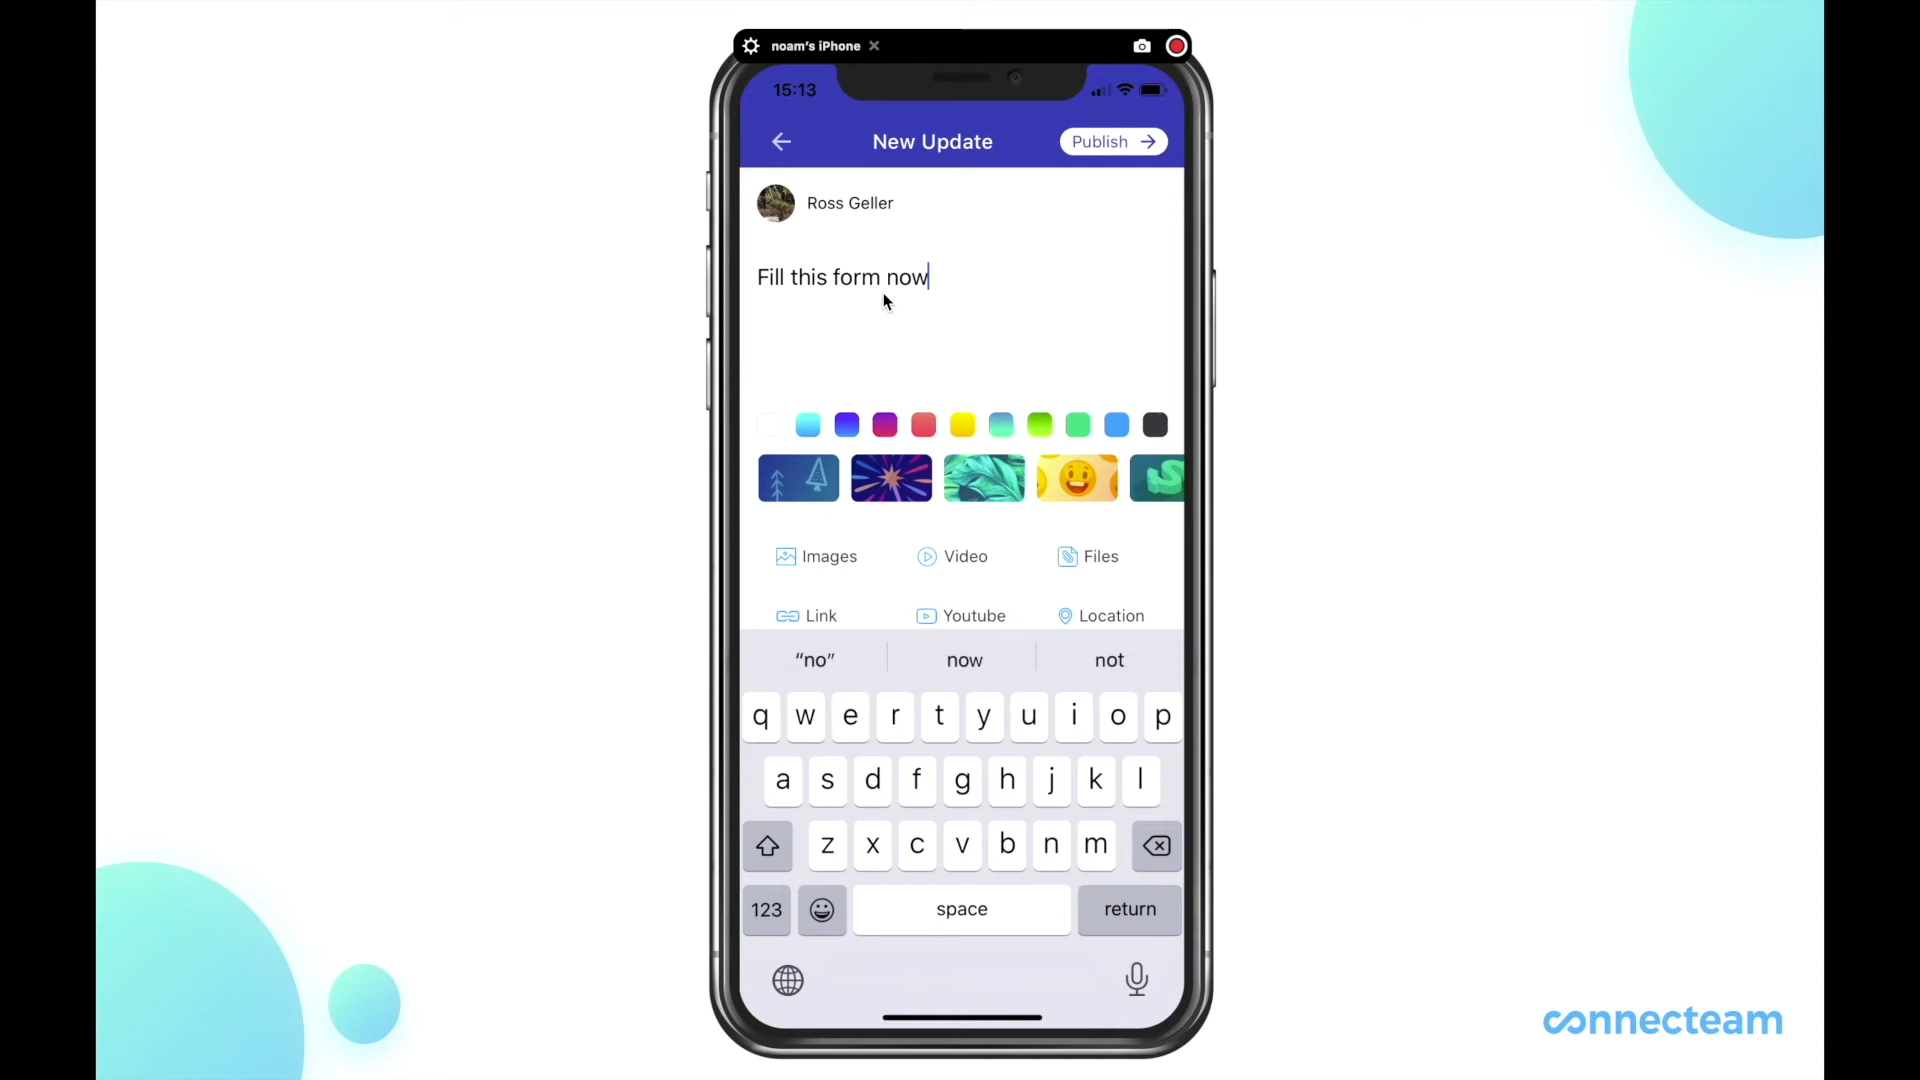 noam's iPhone
15:13
New Update
Publish
Ross Geller
Fill this form now
Images
Video
Files
Link
Youtube
Location
“no”
now
not
q w e r t y u i o p
a s d f g h j k l
z x c v b n m
123
space
return
connecteam